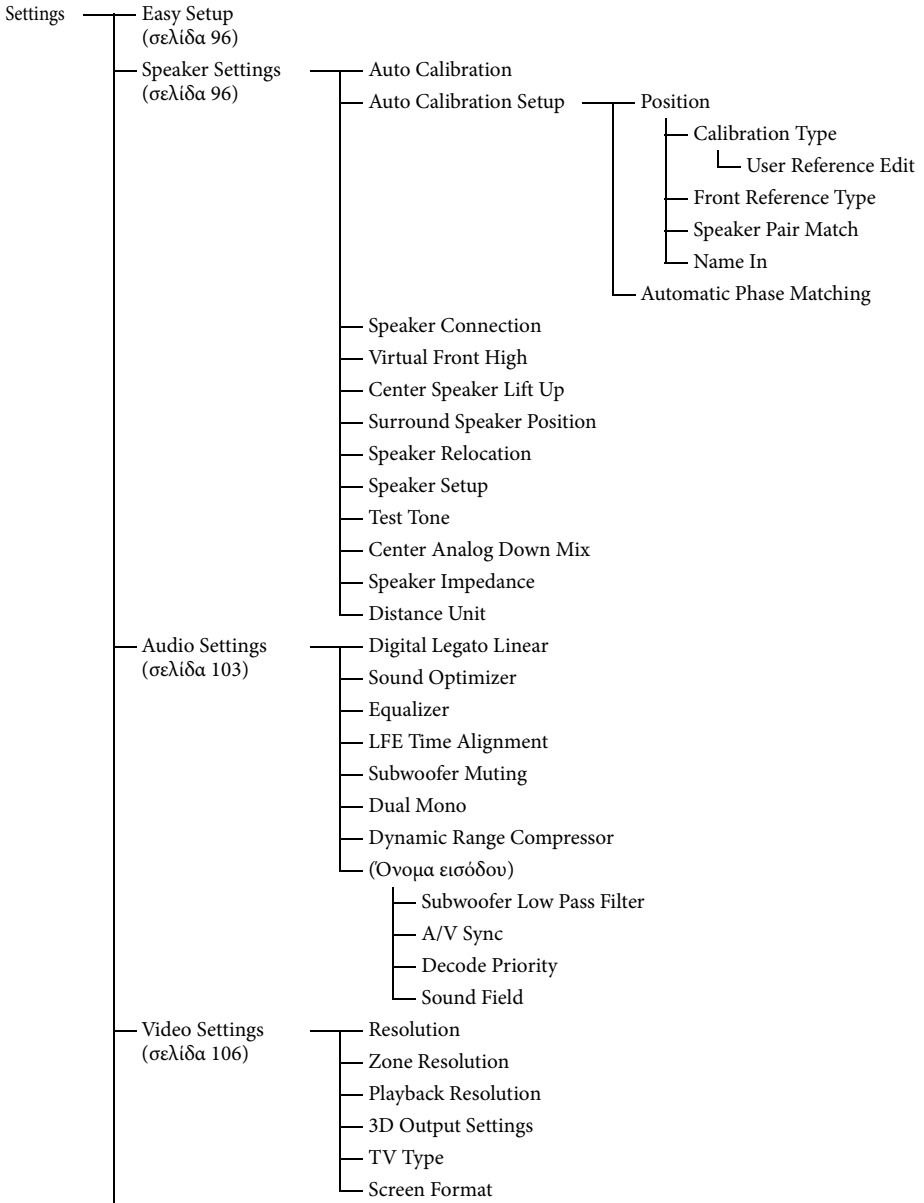 Settings
Easy Setup
(σελίδα 96)
Speaker Settings
(σελίδα 96)
Auto Calibration
Auto Calibration Setup
Position
Calibration Type
User Reference Edit
Front Reference Type
Speaker Pair Match
Name In
Automatic Phase Matching
Speaker Connection
Virtual Front High
Center Speaker Lift Up
Surround Speaker Position
Speaker Relocation
Speaker Setup
Test Tone
Center Analog Down Mix
Speaker Impedance
Distance Unit
Audio Settings
(σελίδα 103)
Digital Legato Linear
Sound Optimizer
Equalizer
LFE Time Alignment
Subwoofer Muting
Dual Mono
Dynamic Range Compressor
(Όνομα εισόδου)
Subwoofer Low Pass Filter
A/V Sync
Decode Priority
Sound Field
Video Settings
(σελίδα 106)
Resolution
Zone Resolution
Playback Resolution
3D Output Settings
TV Type
Screen Format